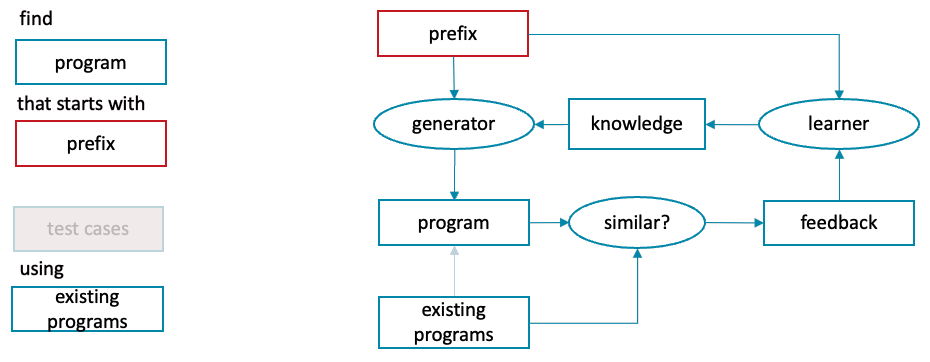 find
program
that starts with
prefix
test cases
using
existing
programs
prefix
generator
knowledge
learner
program
similar?
feedback
existing
programs